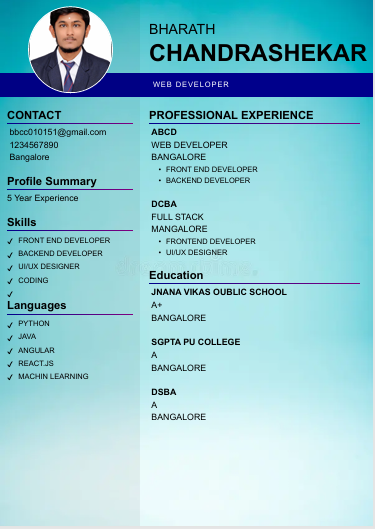 BHARATH
CHANDRASHEKAR
WEB DEVELOPER
CONTACT
bbcc010151@gmail.com
1234567890
Bangalore
Profile Summary
5 Year Experience
Skills
FRONT END DEVELOPER
BACKEND DEVELOPER
UI/UX DESIGNER
CODING
Languages
PYTHON
JAVA
ANGULAR
REACTJS
MACHIN LEARNING
PROFESSIONAL EXPERIENCE
ABCD
WEB DEVELOPER
BANGALORE
• FRONT END DEVELOPER
• BACKEND DEVELOPER
DCBA
FULL STACK
MANGALORE
• FRONTEND DEVELOPER
• UI/UX DESIGNER
Education
JNANA VIKAS OUBLIC SCHOOL
A+
BANGALORE
SGPTA PU COLLEGE
A
BANGALORE
DSBA
A
BANGALORE